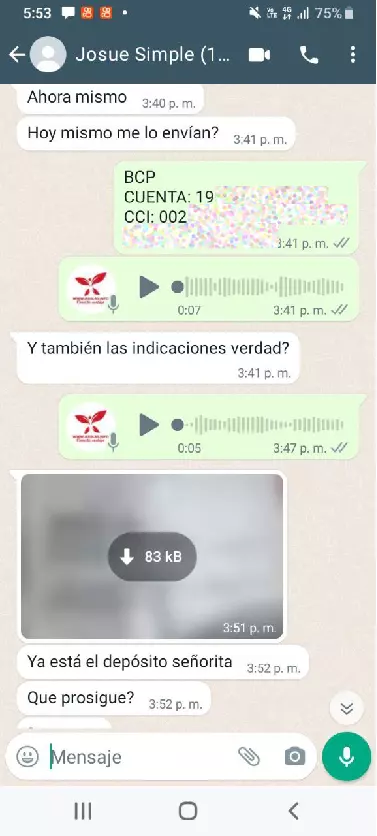 5:53
75%
Josue Simple (1...
Ahora mismo 3:40 p. m.
Hoy mismo me lo envían? 3:41 p. m.
BCP
CUENTA: 19
CCI: 002
3:41 p. m.
0:07 3:41 p. m.
Y también las indicaciones verdad?
3:41 p. m.
0:05 3:47 p. m.
83 kB
3:51 p. m.
Ya está el depósito señorita 3:52 p. m.
Que prosigue? 3:52 p. m.
Mensaje